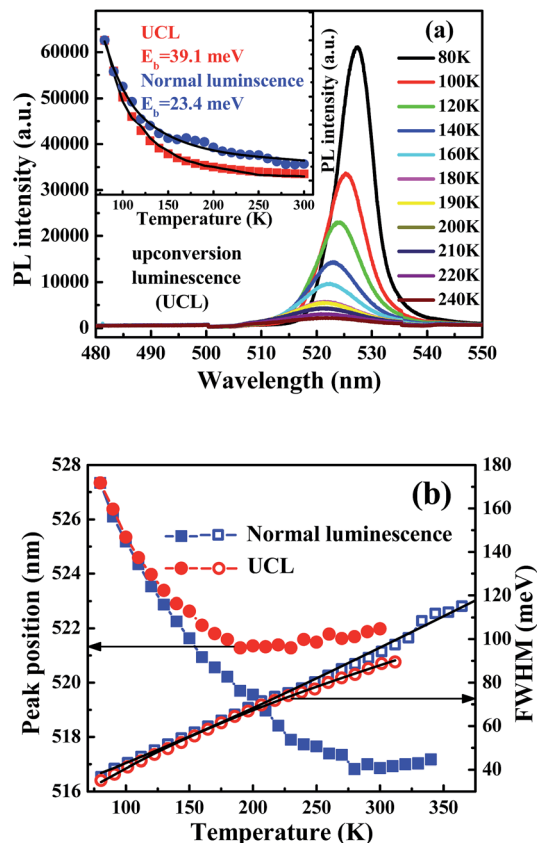 (a)
UCL
E_b=39.1 meV
Normal luminscence
E_b=23.4 meV
PL intensity (a.u.)
60000
50000
40000
30000
20000
10000
0
PL intensity (a.u.)
100 150 200 250 300
Temperature (K)
upconversion
luminescence
(UCL)
80K
100K
120K
140K
160K
180K
190K
200K
210K
220K
240K
480 490 500 510 520 530 540 550
Wavelength (nm)
(b)
528
526
524
522
520
518
516
Peak position (nm)
Normal luminescence
UCL
180
160
140
120
100
80
60
40
FWHM (meV)
100 150 200 250 300 350
Temperature (K)